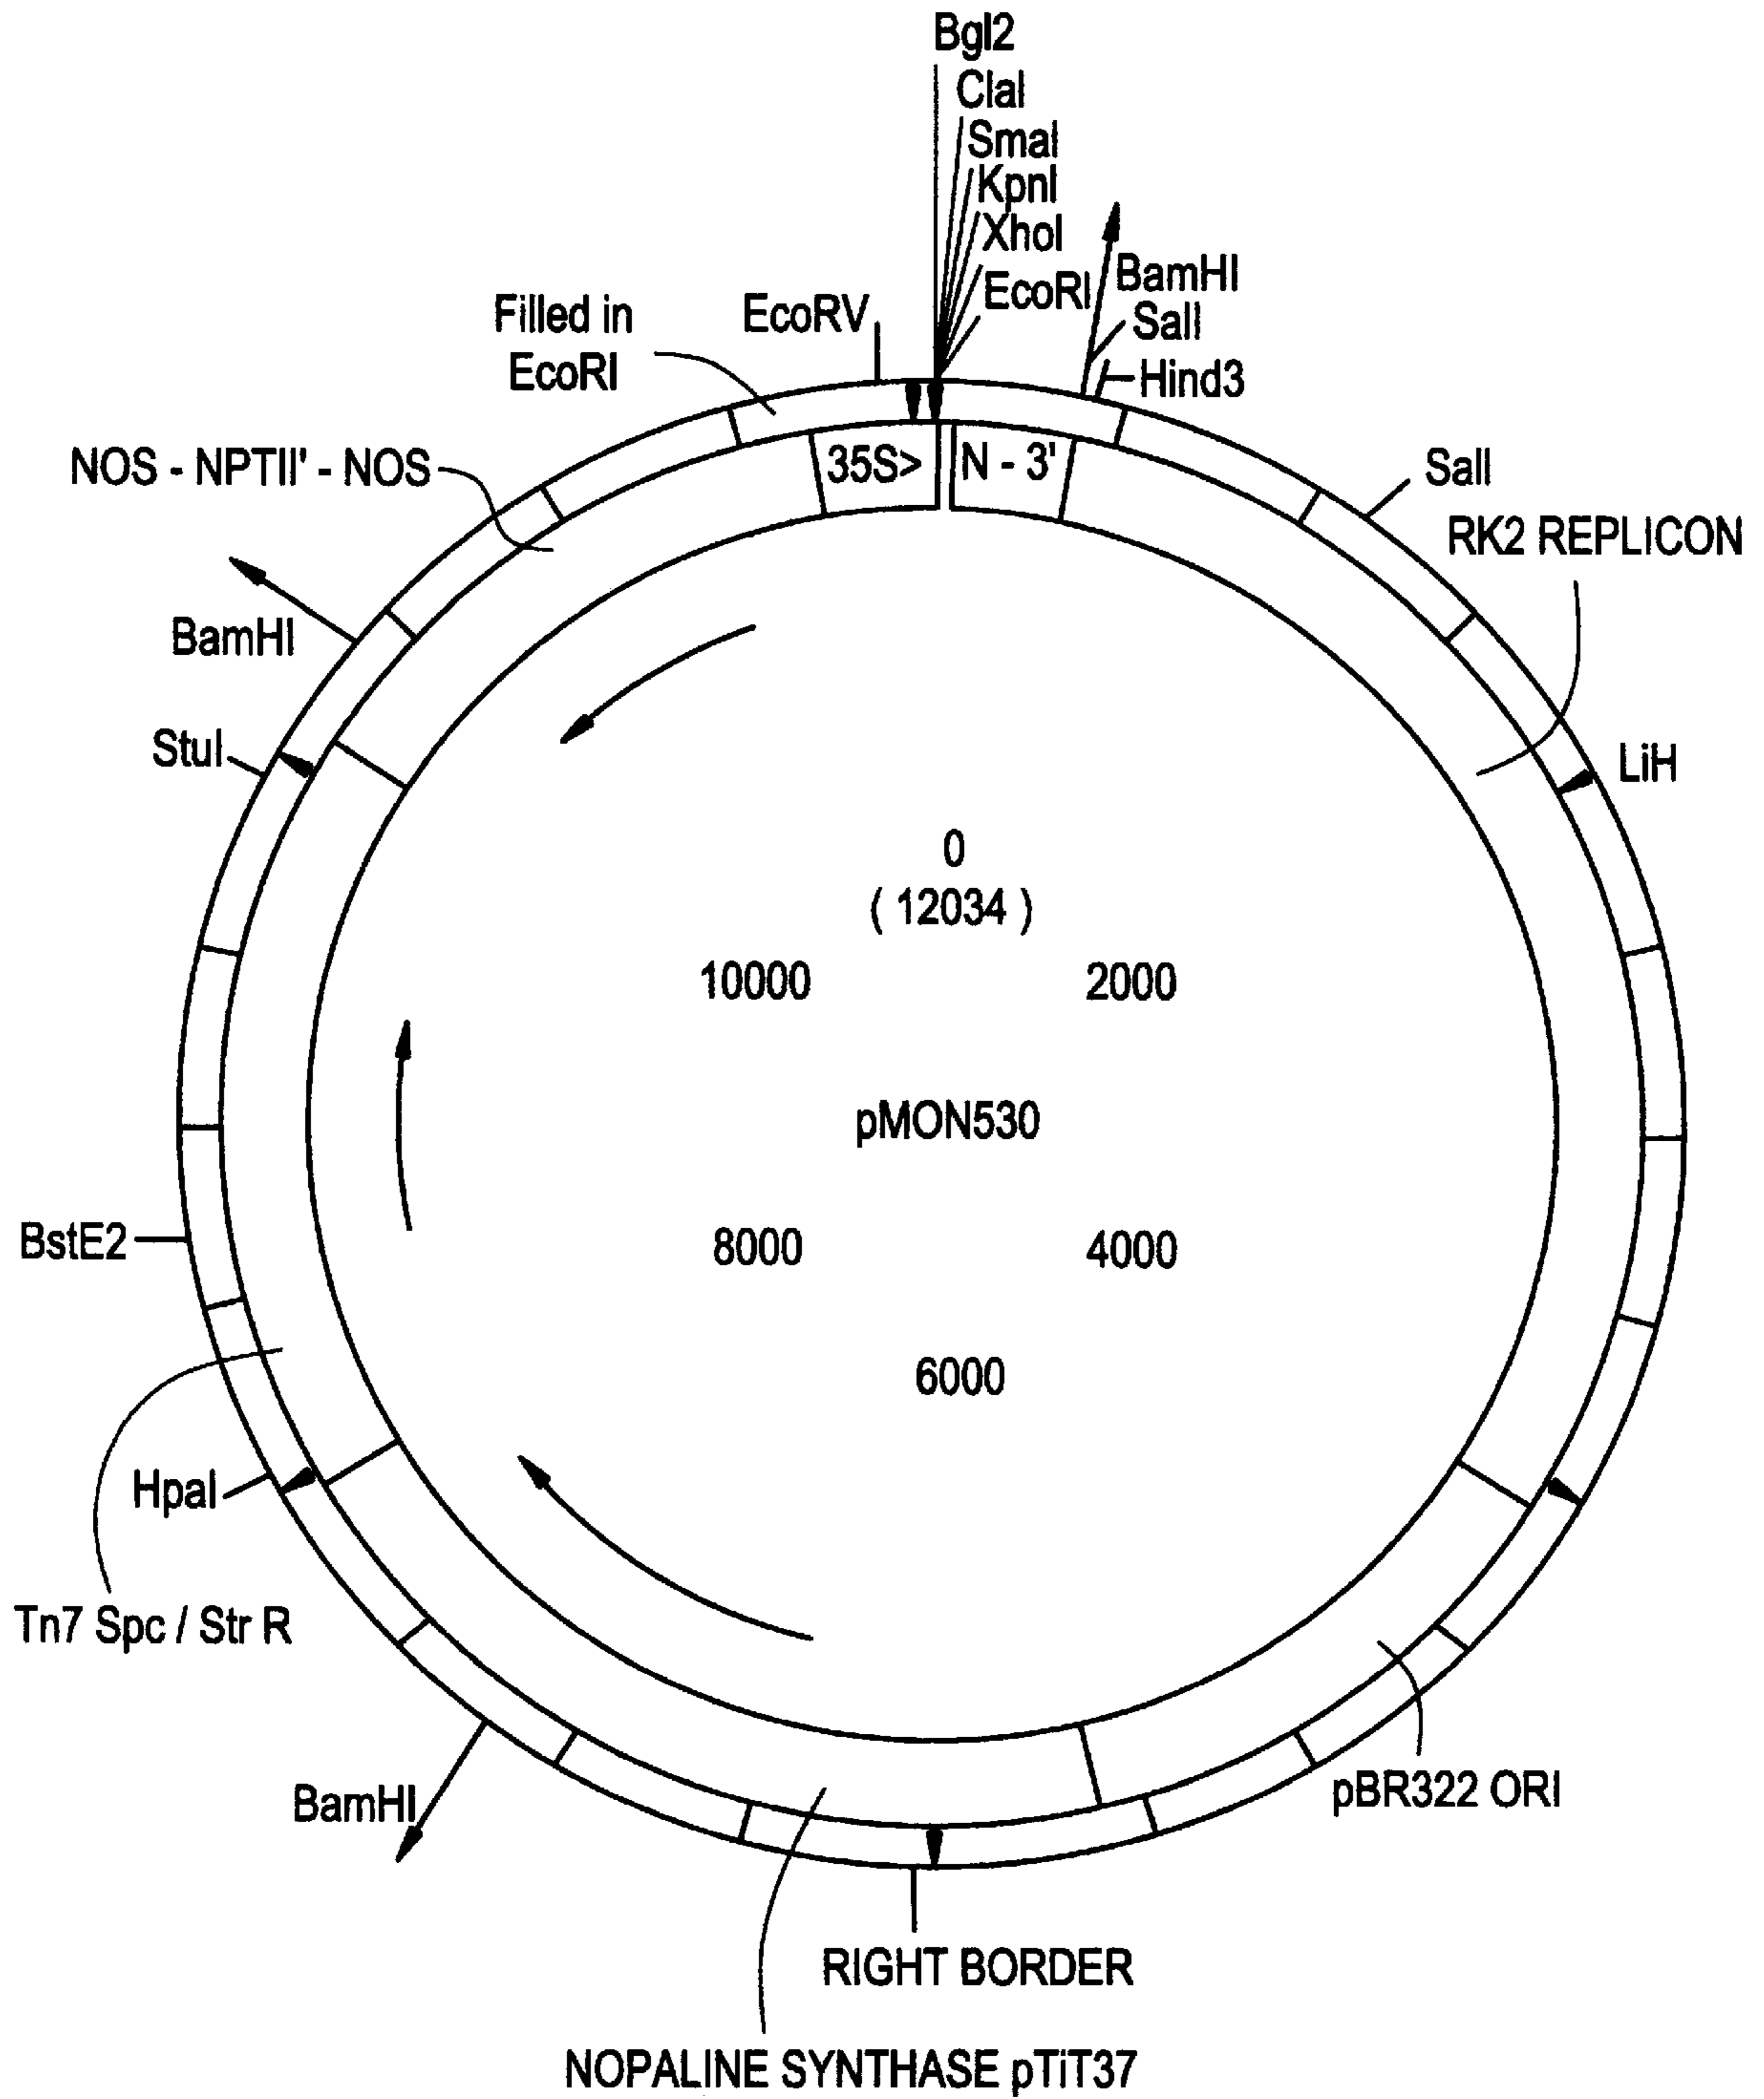 Bgl2
ClaI
SmaI
KpnI
XhoI
EcoRI
BamHI
SalI
Hind3
EcoRV
Filled in
EcoRI
35S>
N - 3'
NOS - NPTII' - NOS
SalI
RK2 REPLICON
BamHI
StuI
LiH
0
( 12034 )
10000
2000
pMON530
8000
4000
BstE2
6000
HpaI
Tn7 Spc / Str R
BamHI
pBR322 ORI
RIGHT BORDER
NOPALINE SYNTHASE pTiT37